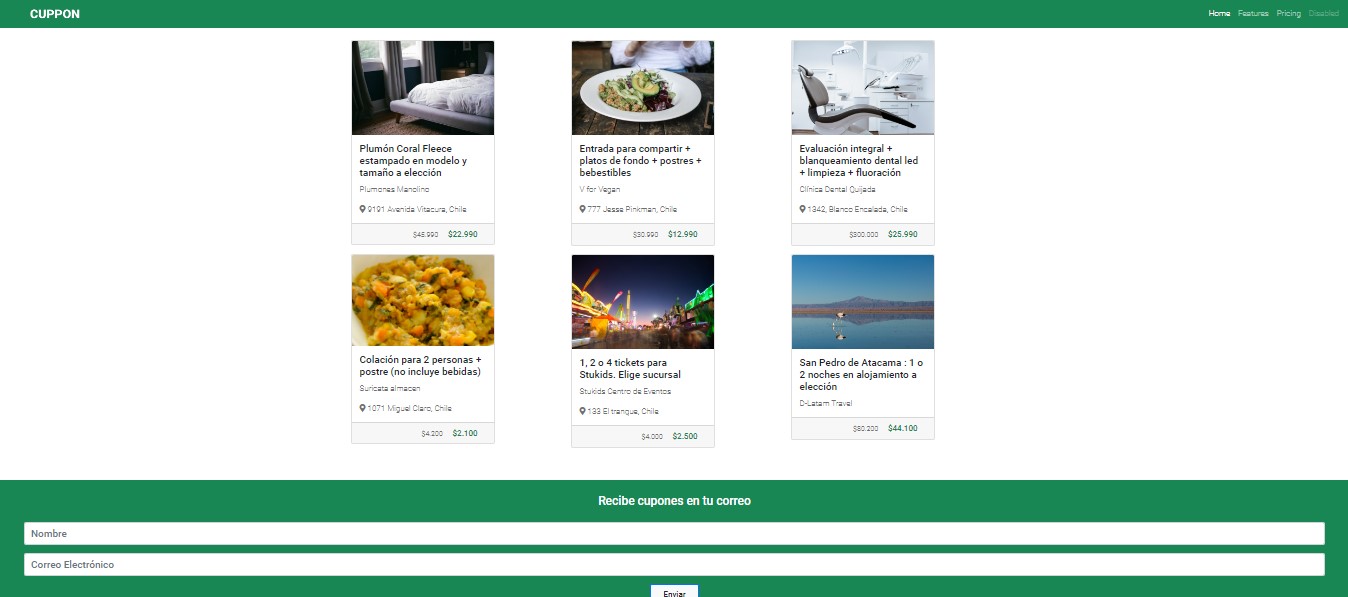 CUPPON
Home Features Pricing Disabled
Plumón Coral Fleece
estampado en modelo y
tamaño a elección
Plumones Manolino
9191 Avenida Vitacura, Chile
$48.990 $22.990
Entrada para compartir +
platos de fondo + postres +
bebestibles
V for Vegan
777 Jesse Pinkman, Chile
$30.990 $12.990
Evaluación integral +
blanqueamiento dental led
+ limpieza + fluoración
Clínica Dental Quijada
1342, Blanco Encalada, Chile
$300.000 $25.990
Colación para 2 personas +
postre (no incluye bebidas)
Suricata almacen
1071 Miguel Claro, Chile
$4.200 $2.100
1, 2 o 4 tickets para
Stukids. Elige sucursal
Stukids Centro de Eventos
133 El tranque, Chile
$4.000 $2.500
San Pedro de Atacama : 1 o
2 noches en alojamiento a
elección
D-Latam Travel
$80.200 $44.100
Recibe cupones en tu correo
Nombre
Correo Electrónico
Enviar